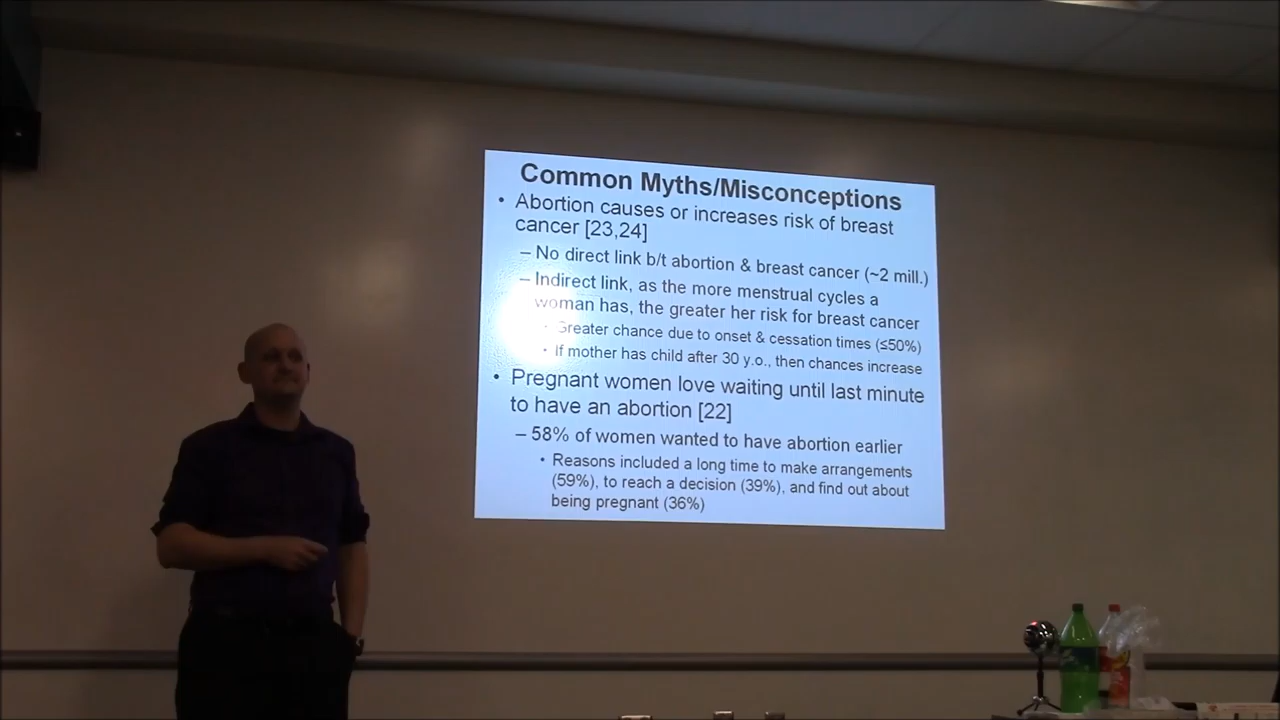 Common Myths/Misconceptions
• Abortion causes or increases risk of breast
cancer [23,24]
– No direct link b/t abortion & breast cancer (~2 mill.)
– Indirect link, as the more menstrual cycles a
woman has, the greater her risk for breast cancer
• Greater chance due to onset & cessation times (≤50%)
• If mother has child after 30 y.o., then chances increase
• Pregnant women love waiting until last minute
to have an abortion [22]
– 58% of women wanted to have abortion earlier
• Reasons included a long time to make arrangements
(59%), to reach a decision (39%), and find out about
being pregnant (36%)